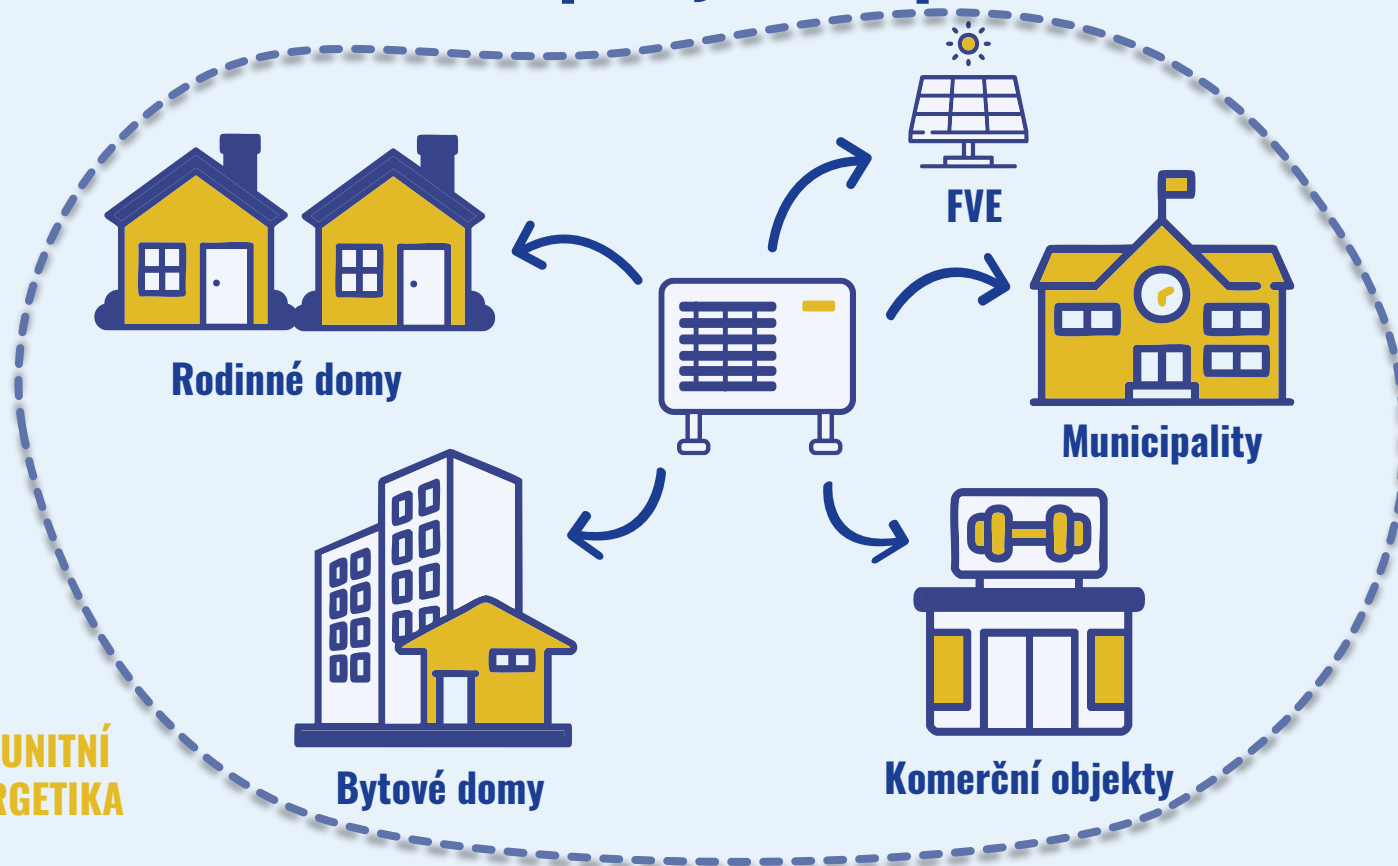 FVE
Rodinné domy
Municipality
UNITNÍ
RGETIKA
Bytové domy
Komerční objekty